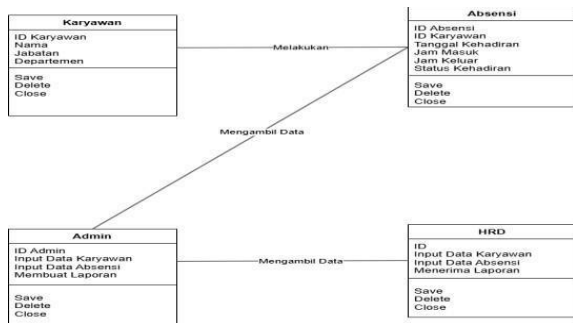 Karyawan
ID Karyawan
Nama
Jabatan
Departemen
Save
Delete
Close
Melakukan
Absensi
ID Absensi
ID Karyawan
Tanggal Kehadiran
Jam Masuk
Jam Keluar
Status Kehadiran
Save
Delete
Close
Mengambil Data
Admin
ID Admin
Input Data Karyawan
Input Data Absensi
Membuat Laporan
Save
Delete
Close
Mengambil Data
HRD
ID
Input Data Karyawan
Input Data Absensi
Menerima Laporan
Save
Delete
Close